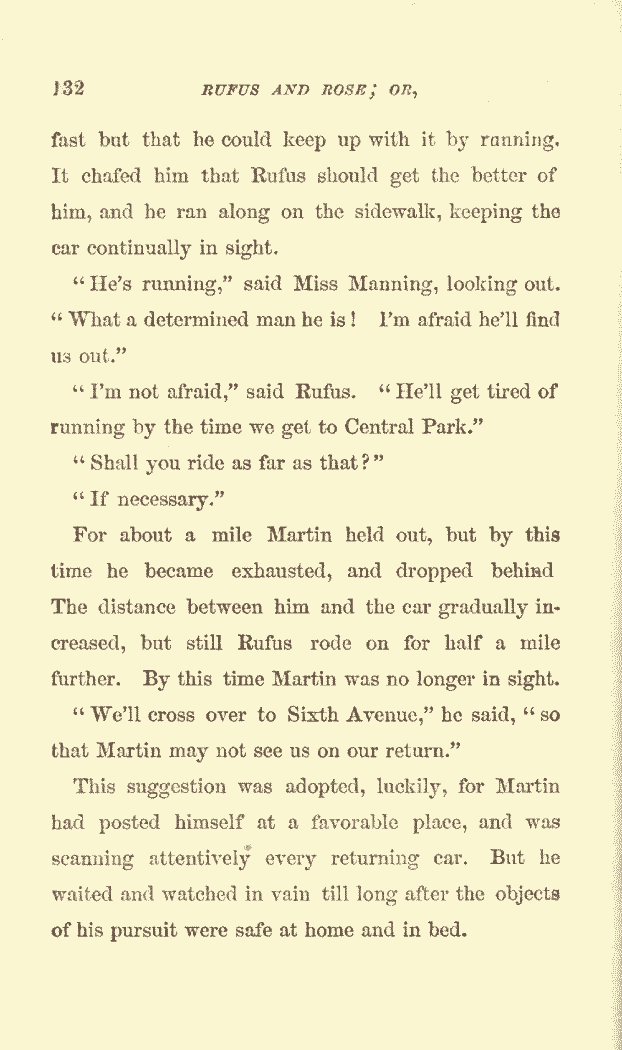 132 RUFUS AND ROSE; OR,
fast but that he could keep up with it by running.
It chafed him that Rufus should get the better of
him, and he ran along on the sidewalk, keeping the
car continually in sight.
“He’s running,” said Miss Manning, looking out.
“What a determined man he is! I’m afraid he’ll find
us out.”
“I’m not afraid,” said Rufus. “He’ll get tired of
running by the time we get to Central Park.”
“Shall you ride as far as that?”
“If necessary.”
For about a mile Martin held out, but by this
time he became exhausted, and dropped behind
The distance between him and the car gradually in-
creased, but still Rufus rode on for half a mile
further. By this time Martin was no longer in sight.
“We’ll cross over to Sixth Avenue,” he said, “so
that Martin may not see us on our return.”
This suggestion was adopted, luckily, for Martin
had posted himself at a favorable place, and was
scanning attentively every returning car. But he
waited and watched in vain till long after the objects
of his pursuit were safe at home and in bed.